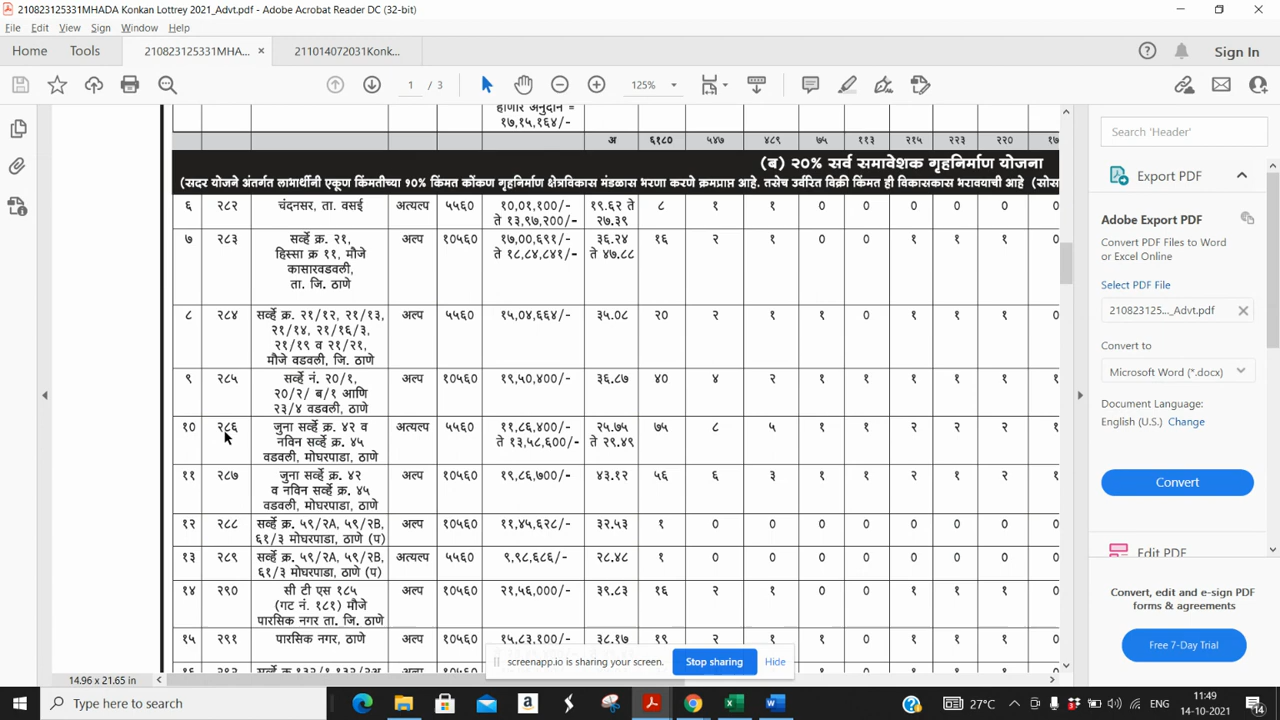 210823125331MHADA Konkan Lottrey 2021_Advt.pdf - Adobe Acrobat Reader DC (32-bit)
File Edit View Sign Window Help
Home Tools 210823125331MHA... × 211014072031Konk... Sign In
1 / 3 125%
होणारे अनुदान =
१७,१५,१६४/-
अ ६१८० ५४७ ४८९ ७५ ११३ २१५ २२३ २२० १७
(ब) २०% सर्व समावेशक गृहनिर्माण योजना
(सदर योजने अंतर्गत लाभार्थीनी एकूण किंमतीच्या ९०% किंमत कोंकण गृहनिर्माण क्षेत्रविकास मंडळास भरणा करणे क्रमप्राप्त आहे. तसेच उर्वरित विक्री किंमत ही विकासकास भरावयाची आहे (सोस
६ २८२ चंदनसर, ता. वसई अत्यल्प ५५६० १०,०१,१००/- १९.६२ ते ८ १ १ 0 0 0 0 0 0
ते १३,९७,२००/- २७.३९
७ २८३ सर्व्हे क्र. २१, अल्प १०५६० १७,००,६९१/- ३६.२४ १६ २ १ 0 0 १ १ १ 0
हिस्सा क्र ११, मौजे ते १८,८४,८४१/- ते ४७.८८
कासारवडवली,
ता. जि. ठाणे
८ २८४ सर्व्हे क्र. २१/१२, २१/१३, अल्प ५५६० १५,०४,६६४/- ३५.०८ २० २ १ १ 0 १ १ १ 0
२१/१४, २१/१६/३,
२१/१९ व २१/२१,
मौजे वडवली, जि. ठाणे
९ २८५ सर्व्हे नं. २०/१, अल्प १०५६० १९,५०,४००/- ३६.८७ ४० ४ २ १ १ १ १ १ १
२०/२/ ब/१ आणि
२३/४ वडवली, ठाणे
१० २८६ जुना सर्व्हे क्र. ४२ व अत्यल्प ५५६० ११,८६,४००/- २५.७५ ७५ ८ ५ १ १ २ २ २ १
नविन सर्व्हे क्र. ४५ ते १३,५८,६००/- ते २९.४९
वडवली, मोघरपाडा, ठाणे
११ २८७ जुना सर्व्हे क्र. ४२ अल्प १०५६० १९,८६,७००/- ४३.१२ ५६ ६ ३ १ १ २ १ २ १
व नविन सर्व्हे क्र. ४५
वडवली, मोघरपाडा, ठाणे
१२ २८८ सर्व्हे क्र. ५९/२A, ५९/२B, अल्प १०५६० ११,४५,६२८/- ३२.५३ १ 0 0 0 0 0 0 0 0
६१/३ मोघरपाडा, ठाणे (प)
१३ २८९ सर्व्हे क्र. ५९/२A, ५९/२B, अत्यल्प ५५६० ९,९८,६८६/- २८.४८ १ 0 0 0 0 0 0 0 0
६१/३ मोघरपाडा, ठाणे (प)
१४ २९० सी टी एस १८५ अल्प १०५६० २१,५६,०००/- ३९.८३ १६ २ १ 0 0 १ १ १ 0
(गट नं. १८१) मौजे
पारसिक नगर ता. जि. ठाणे
१५ २९१ पारसिक नगर, ठाणे अल्प १०५६० १५,८३,१००/- ३८.१७ १९ २ १ १ 0 १ १ १ 0
screenapp.io is sharing your screen. Stop sharing Hide
14.96 x 21.65 in
Search 'Header'
Export PDF
Adobe Export PDF
Convert PDF Files to Word
or Excel Online
Select PDF File
210823125..._Advt.pdf
Convert to
Microsoft Word (*.docx)
Document Language:
English (U.S.) Change
Convert
Edit PDF
Convert, edit and e-sign PDF
forms & agreements
Free 7-Day Trial
Type here to search
27°C ENG 11:49
14-10-2021
14